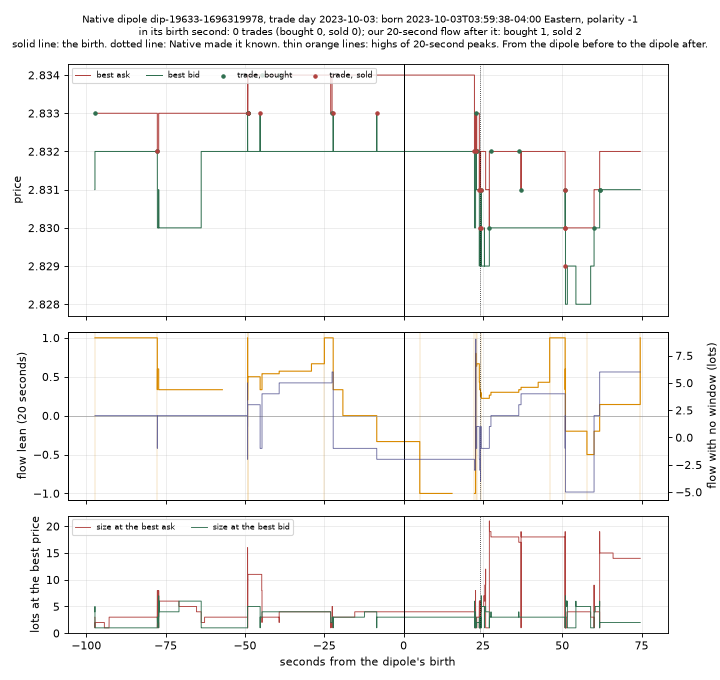 Native dipole dip-19633-1696319978, trade day 2023-10-03: born 2023-10-03T03:59:38-04:00 Eastern, polarity -1
in its birth second: 0 trades (bought 0, sold 0); our 20-second flow after it: bought 1, sold 2
solid line: the birth. dotted line: Native made it known. thin orange lines: highs of 20-second peaks. From the dipole before to the dipole after.
best ask
best bid
trade, bought
trade, sold
2.834
2.833
2.832
2.831
2.830
2.829
2.828
price
1.0
0.5
0.0
−0.5
−1.0
flow lean (20 seconds)
7.5
5.0
2.5
0.0
−2.5
−5.0
flow with no window (lots)
size at the best ask
size at the best bid
20
15
10
5
0
lots at the best price
−100
−75
−50
−25
0
25
50
75
seconds from the dipole's birth